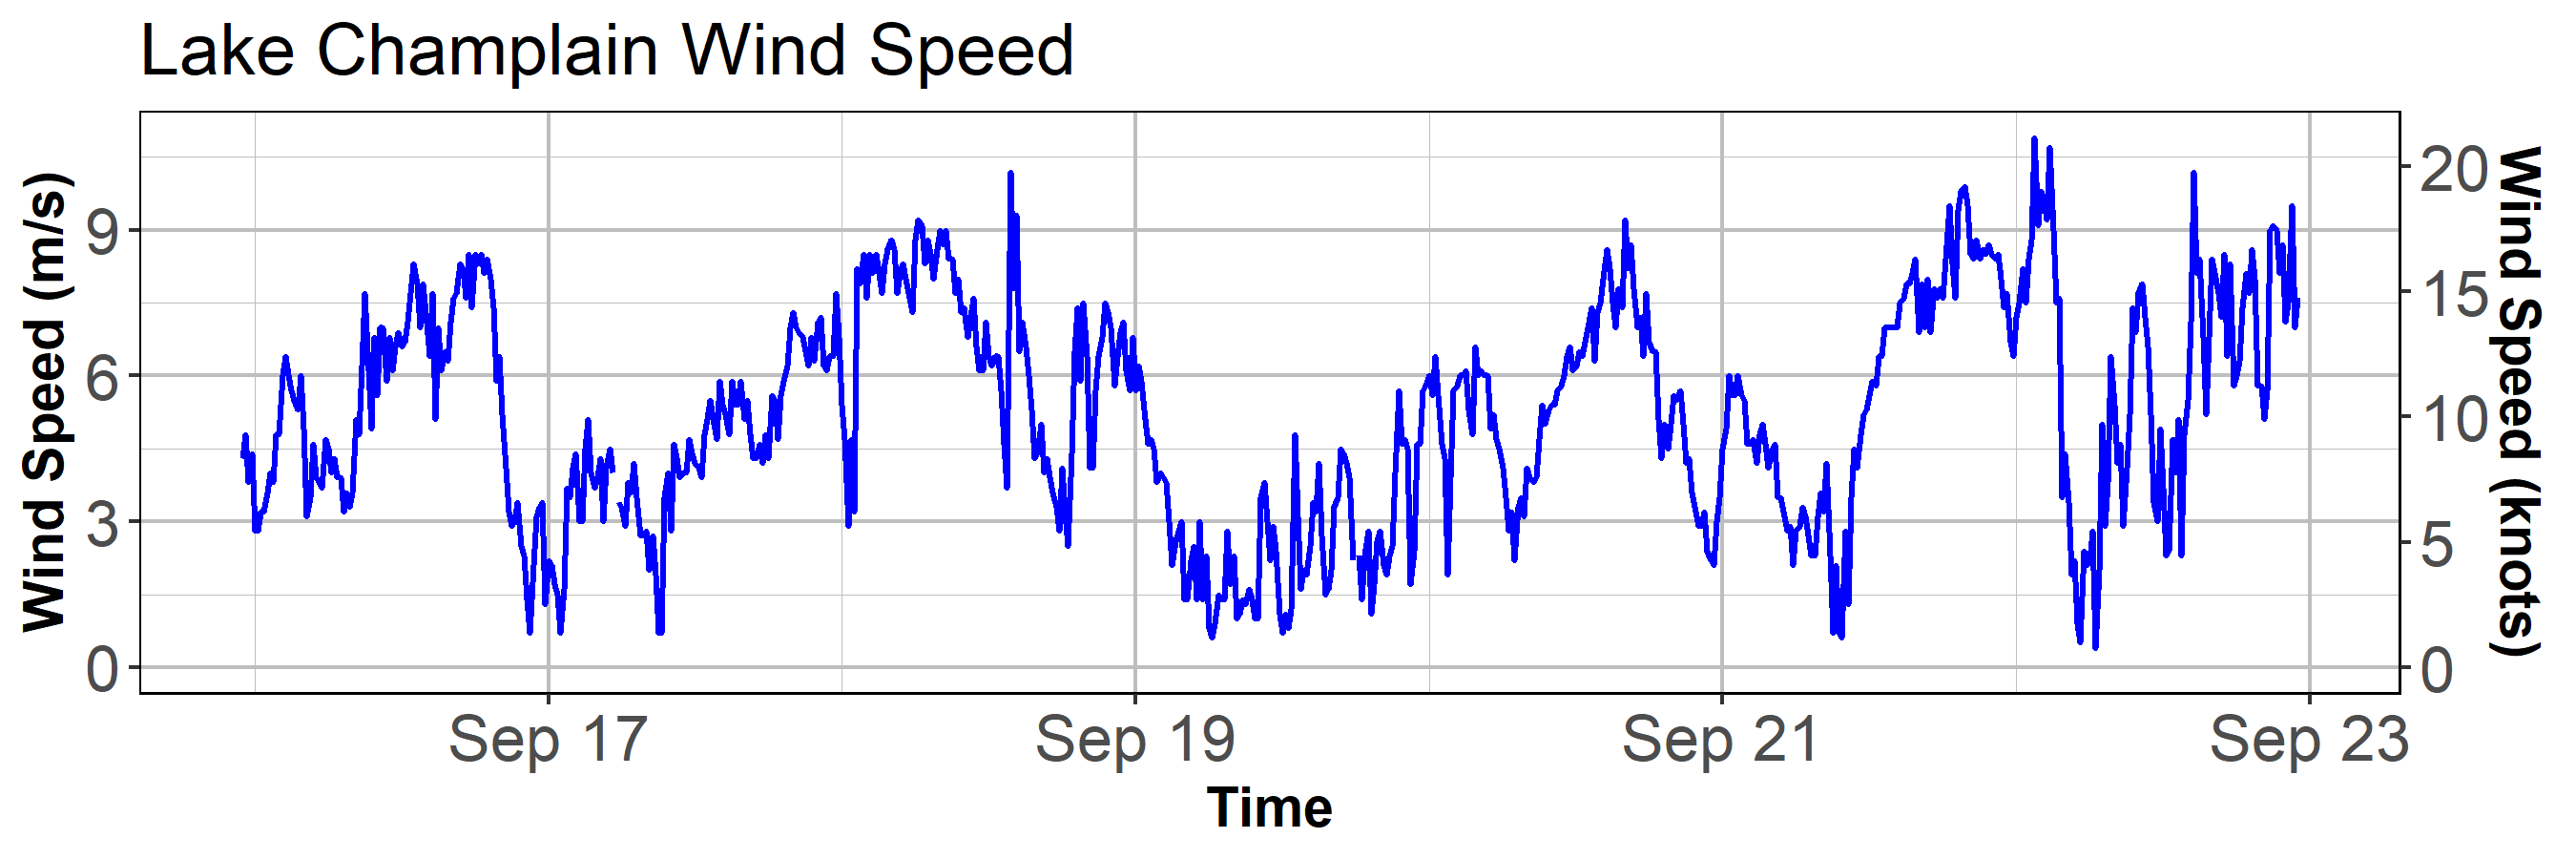 Lake Champlain Wind Speed
Wind Speed (m/s)
9
6
3
0
20
15
10
5
0
Wind Speed (knots)
Sep 17
Sep 19
Sep 21
Sep 23
Time